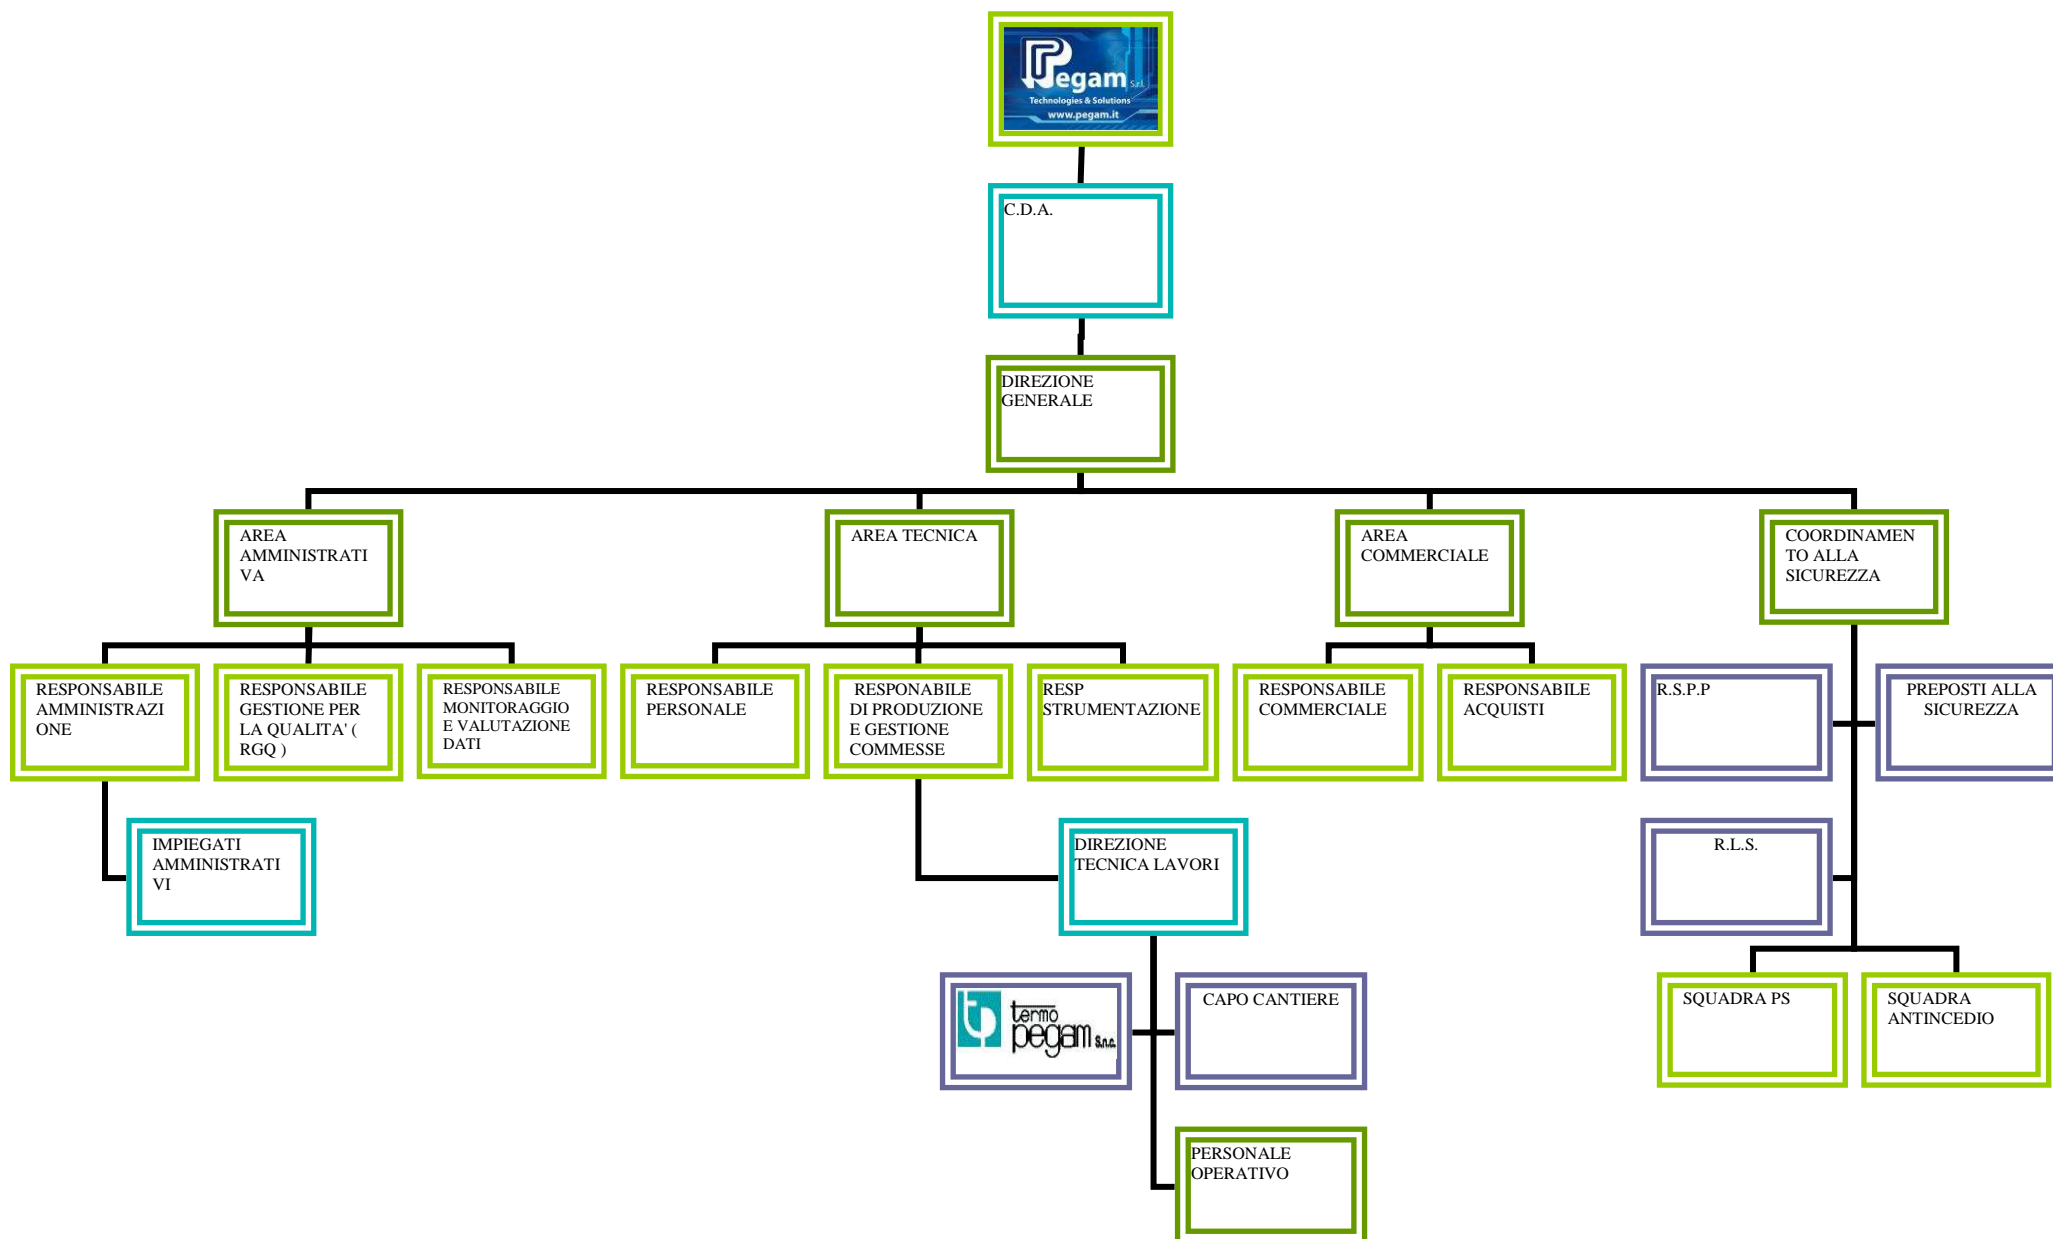 Pegam S.r.l.
Technologies & Solutions
www.pegam.it
C.D.A.
DIREZIONE
GENERALE
AREA
AMMINISTRATI
VA
AREA TECNICA
AREA
COMMERCIALE
COORDINAMEN
TO ALLA
SICUREZZA
RESPONSABILE
AMMINISTRAZI
ONE
RESPONSABILE
GESTIONE PER
LA QUALITA' (
RGQ )
RESPONSABILE
MONITORAGGIO
E VALUTAZIONE
DATI
RESPONSABILE
PERSONALE
RESPONABILE
DI PRODUZIONE
E GESTIONE
COMMESSE
RESP
STRUMENTAZIONE
RESPONSABILE
COMMERCIALE
RESPONSABILE
ACQUISTI
R.S.P.P
PREPOSTI ALLA
SICUREZZA
IMPIEGATI
AMMINISTRATI
VI
DIREZIONE
TECNICA LAVORI
R.L.S.
termo
pegam s.n.c.
CAPO CANTIERE
SQUADRA PS
SQUADRA
ANTINCEDIO
PERSONALE
OPERATIVO